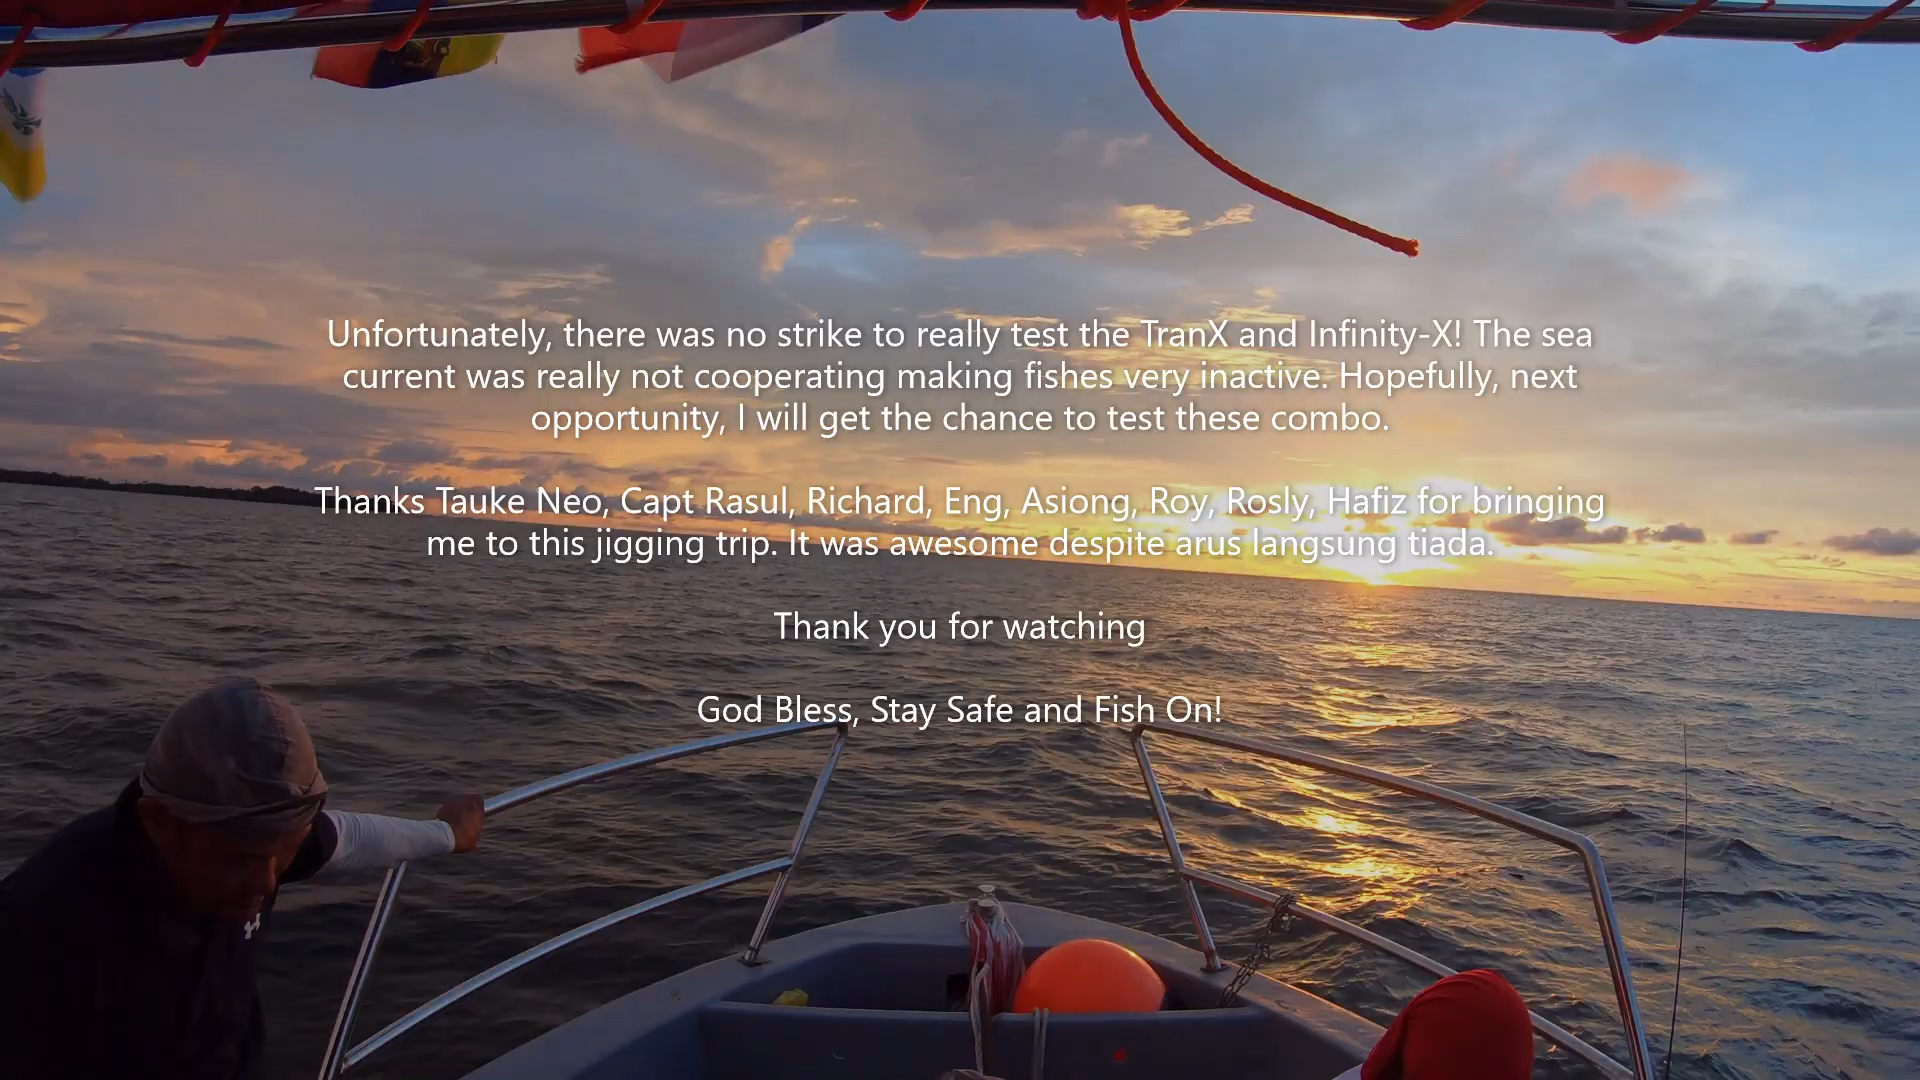 Unfortunately, there was no strike to really test the TranX and Infinity-X! The sea
current was really not cooperating making fishes very inactive. Hopefully, next
opportunity, I will get the chance to test these combo.
Thanks Tauke Neo, Capt Rasul, Richard, Eng, Asiong, Roy, Rosly, Hafiz for bringing
me to this jigging trip. It was awesome despite arus langsung tiada.
Thank you for watching
God Bless, Stay Safe and Fish On!